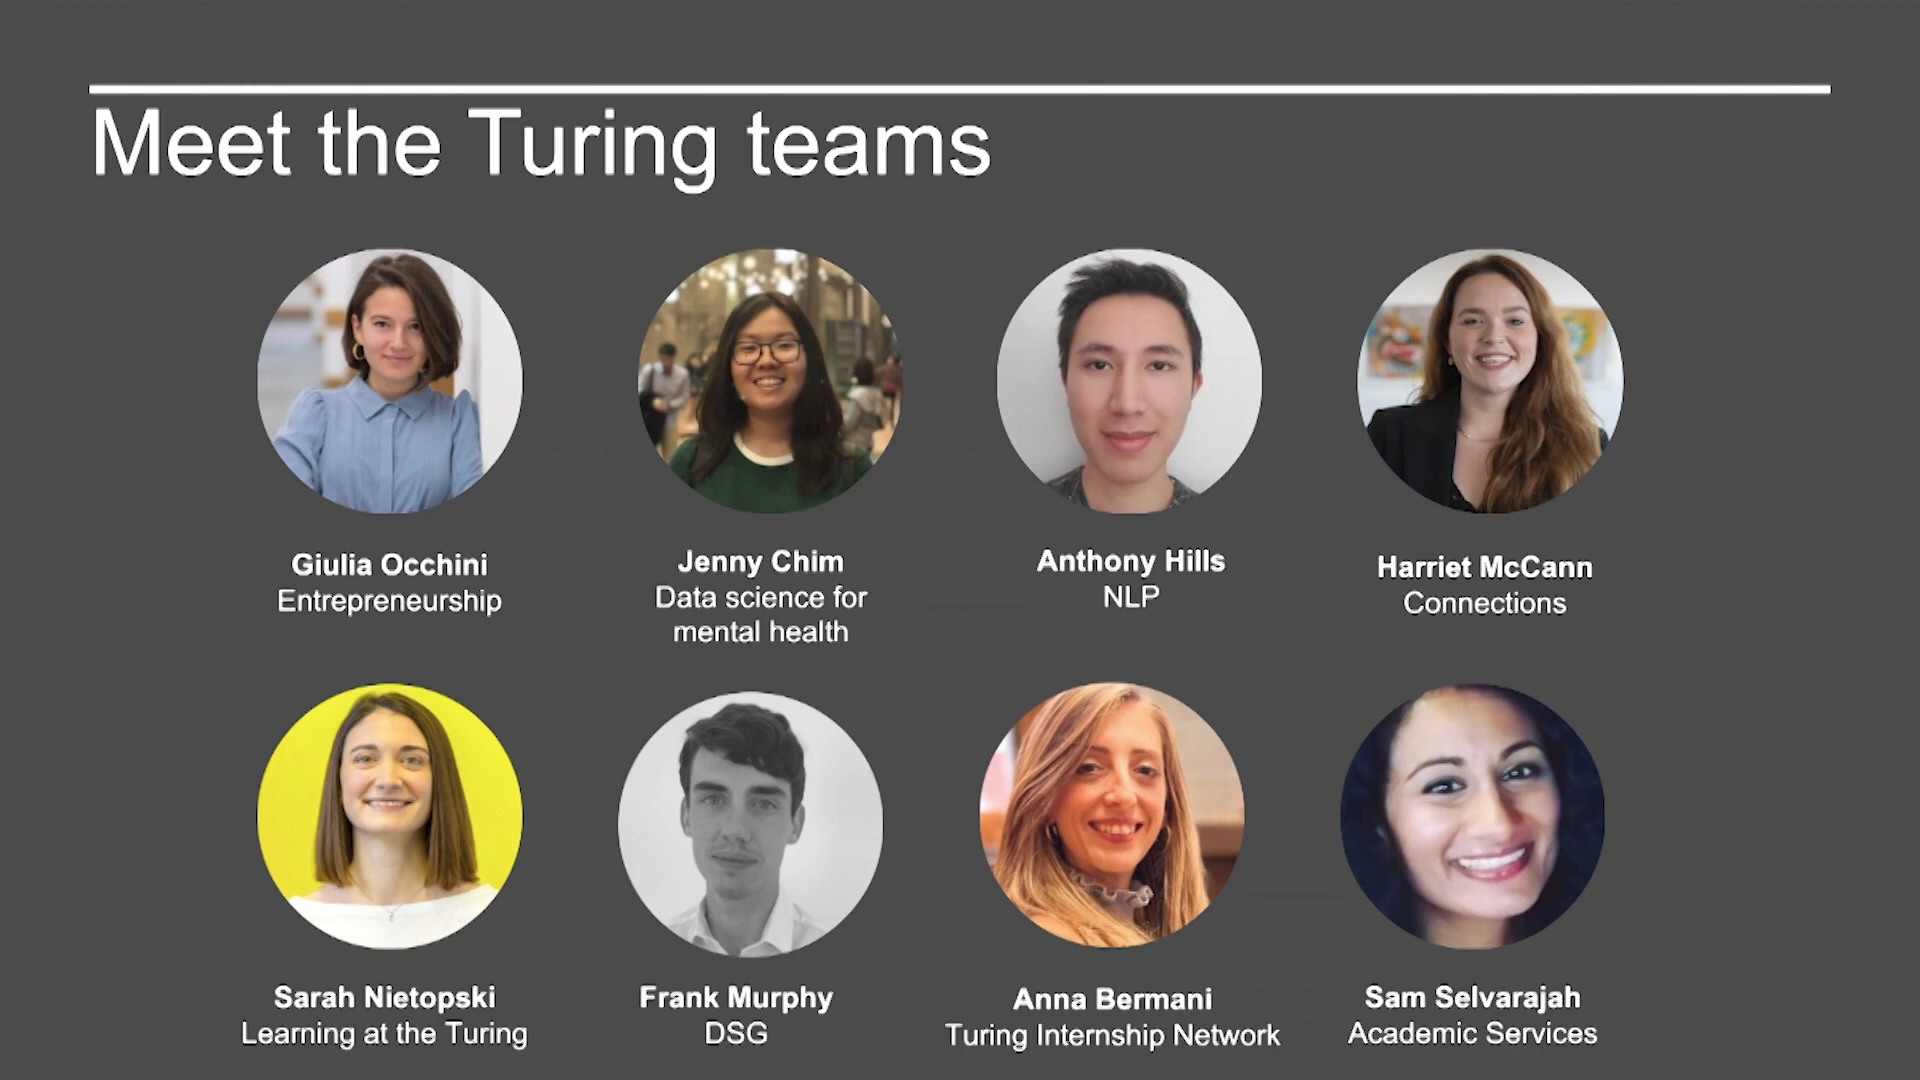 Meet the Turing teams
Giulia Occhini
Entrepreneurship
Jenny Chim
Data science for
mental health
Anthony Hills
NLP
Harriet McCann
Connections
Sarah Nietopski
Learning at the Turing
Frank Murphy
DSG
Anna Bermani
Turing Internship Network
Sam Selvarajah
Academic Services